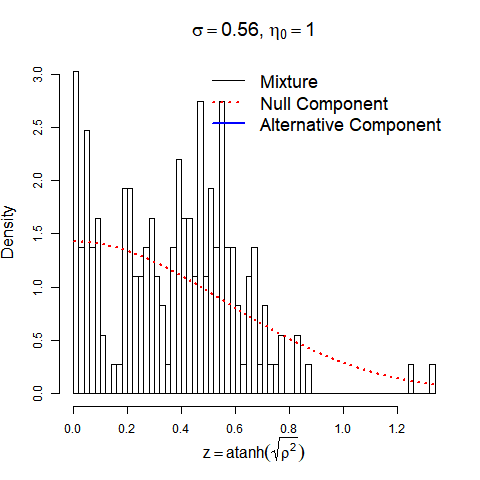 σ = 0.56, η₀ = 1
Mixture
Null Component
Alternative Component
Density
3.0
2.5
2.0
1.5
1.0
0.5
0.0
0.0 0.2 0.4 0.6 0.8 1.0 1.2
z = atanh(√ρ²)